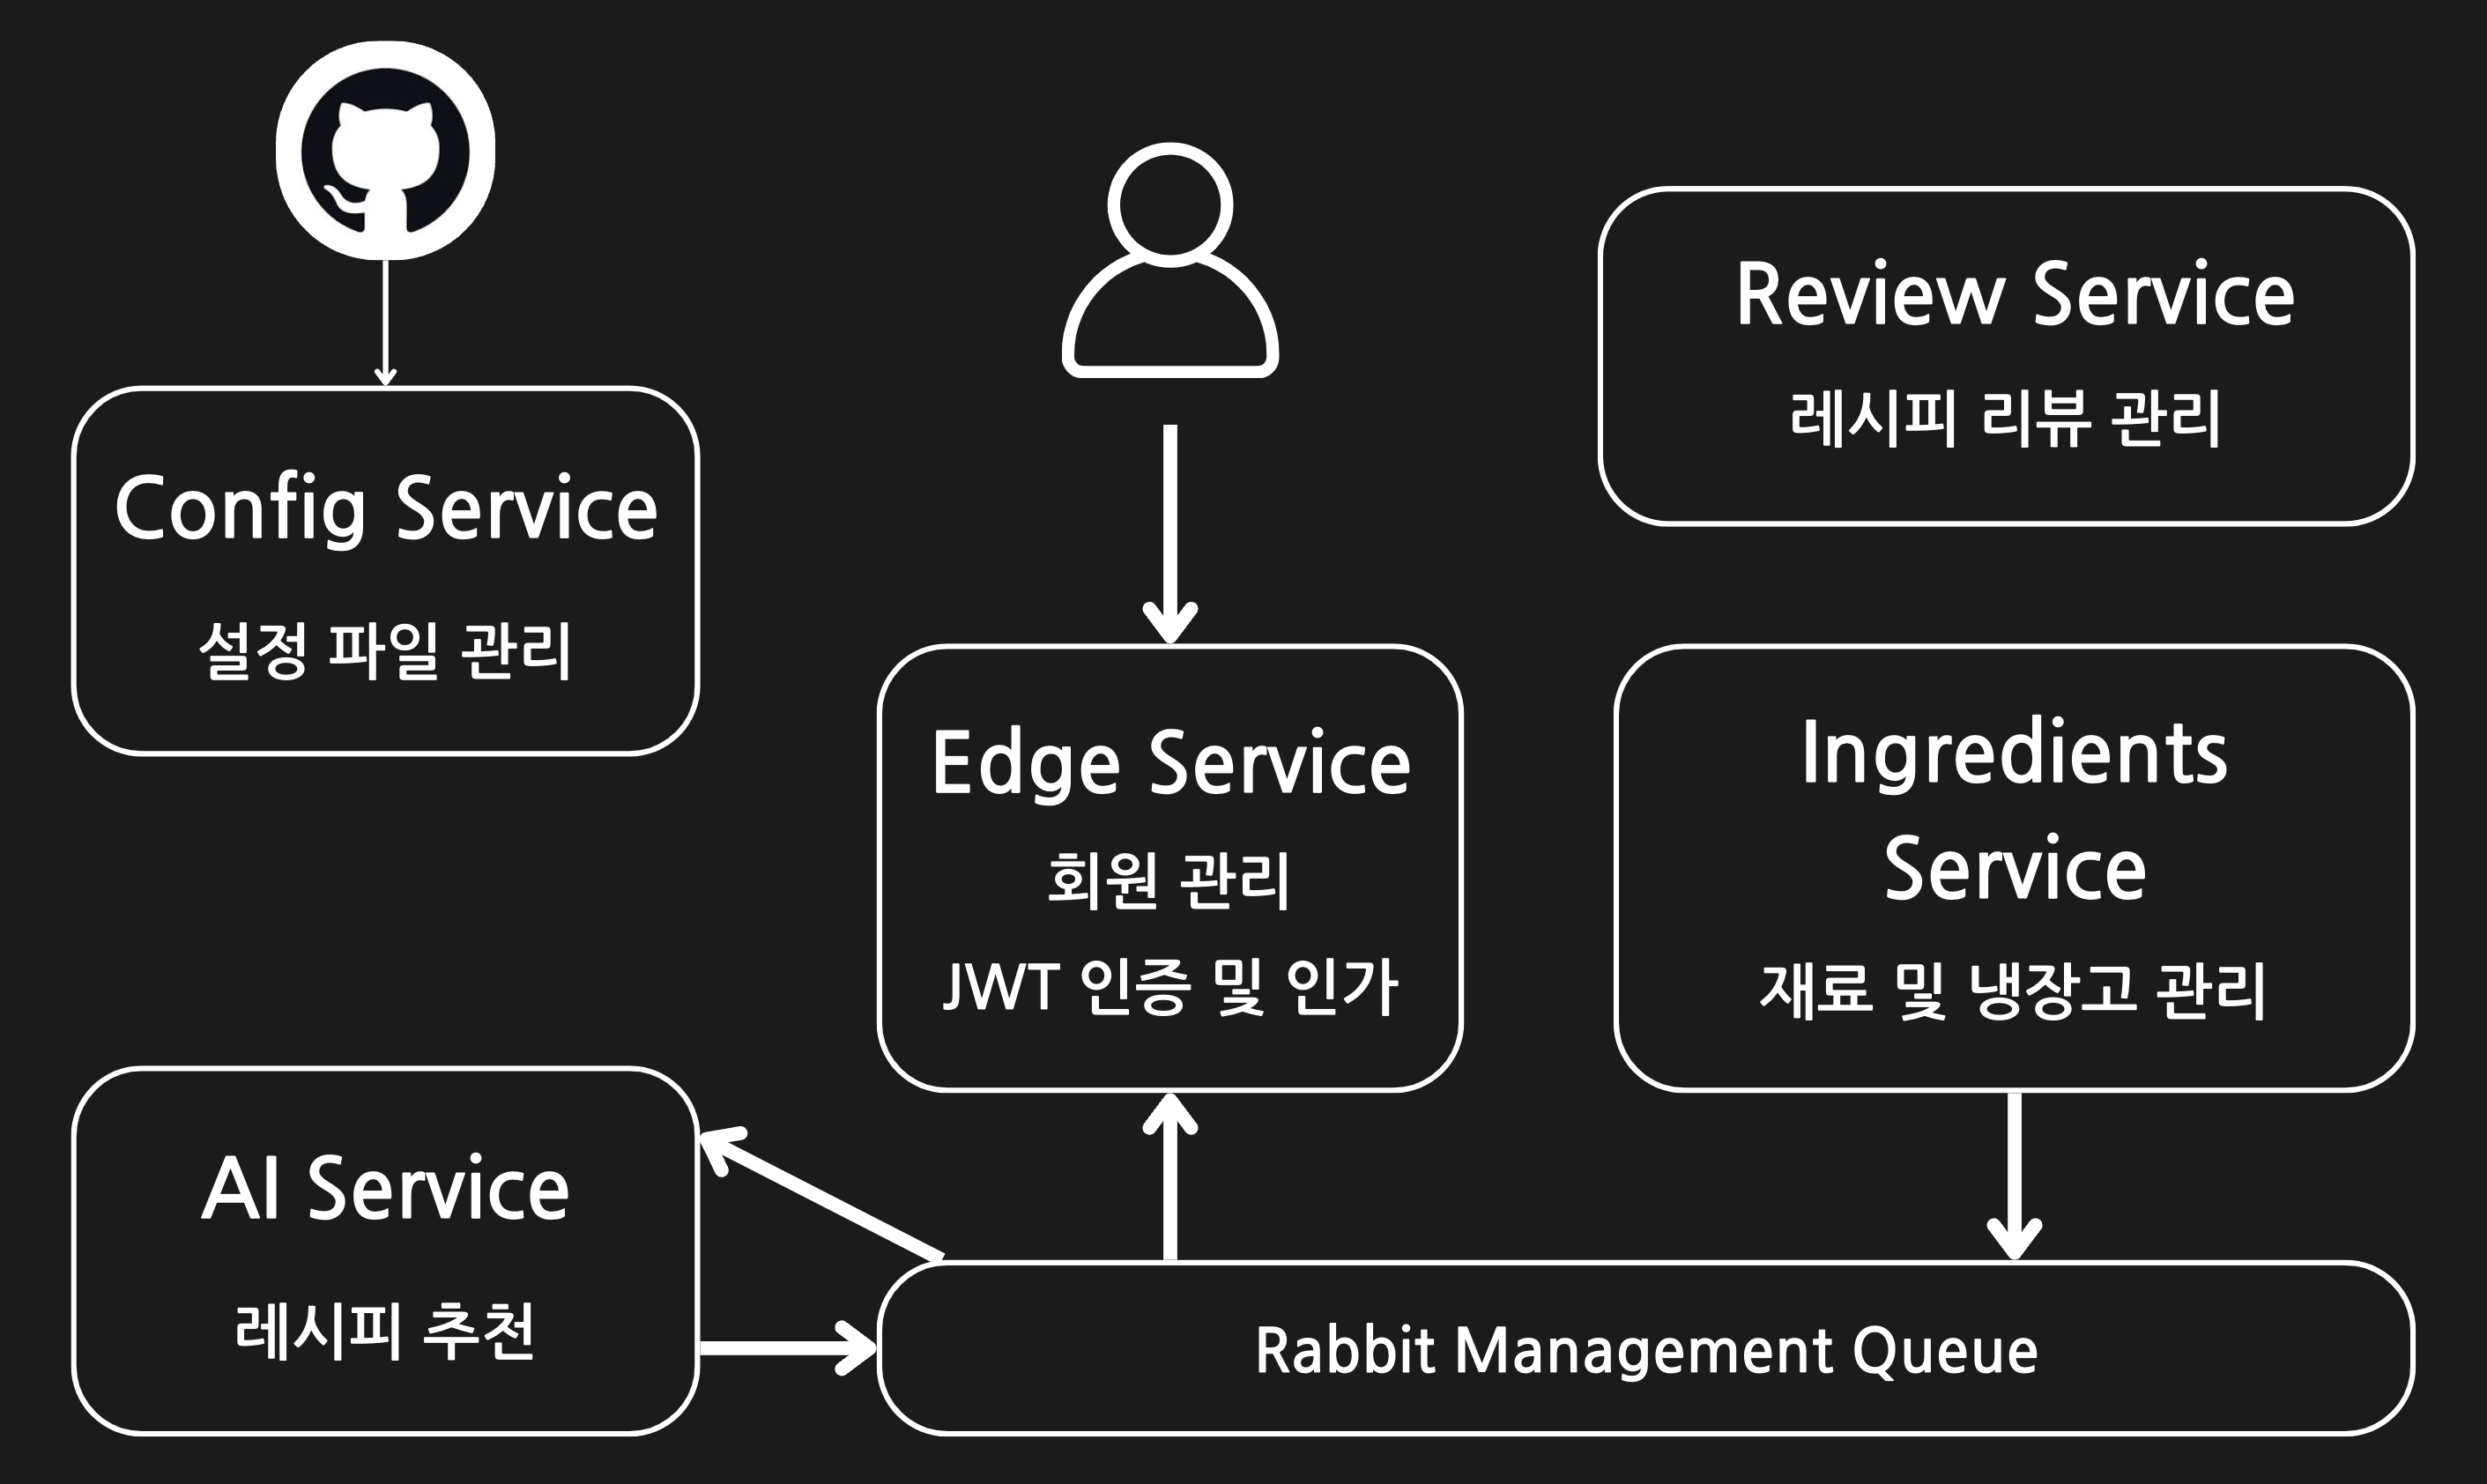 Config Service
설정 파일 관리
Review Service
레시피 리뷰 관리
Edge Service
회원 관리
JWT 인증 및 인가
Ingredients
Service
재료 및 냉장고 관리
AI Service
레시피 추천
Rabbit Management Queue